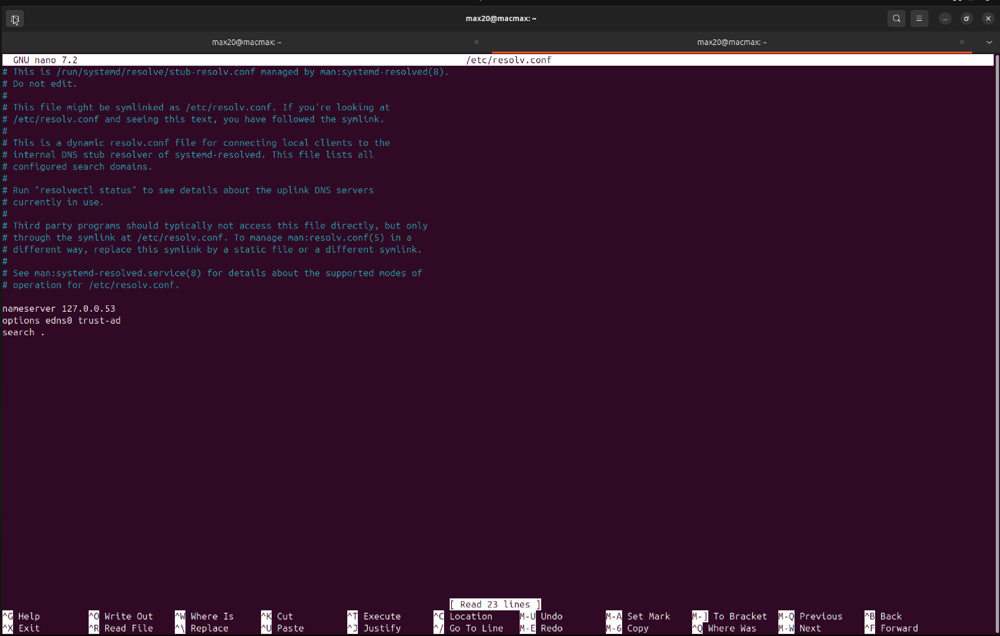 max20@macmax: ~
max20@macmax: ~
max20@macmax: ~
GNU nano 7.2 /etc/resolv.conf
# This is /run/systemd/resolve/stub-resolv.conf managed by man:systemd-resolved(8).
# Do not edit.
#
# This file might be symlinked as /etc/resolv.conf. If you're looking at
# /etc/resolv.conf and seeing this text, you have followed the symlink.
#
# This is a dynamic resolv.conf file for connecting local clients to the
# internal DNS stub resolver of systemd-resolved. This file lists all
# configured search domains.
#
# Run "resolvectl status" to see details about the uplink DNS servers
# currently in use.
#
# Third party programs should typically not access this file directly, but only
# through the symlink at /etc/resolv.conf. To manage man:resolv.conf(5) in a
# different way, replace this symlink by a static file or a different symlink.
#
# See man:systemd-resolved.service(8) for details about the supported modes of
# operation for /etc/resolv.conf.

nameserver 127.0.0.53
options edns0 trust-ad
search .
[ Read 23 lines ]
^G Help ^O Write Out ^W Where Is ^K Cut ^T Execute ^C Location M-U Undo M-A Set Mark M-] To Bracket M-Q Previous ^B Back
^X Exit ^R Read File ^\ Replace ^U Paste ^J Justify ^/ Go To Line M-E Redo M-6 Copy ^Q Where Was M-W Next ^F Forward